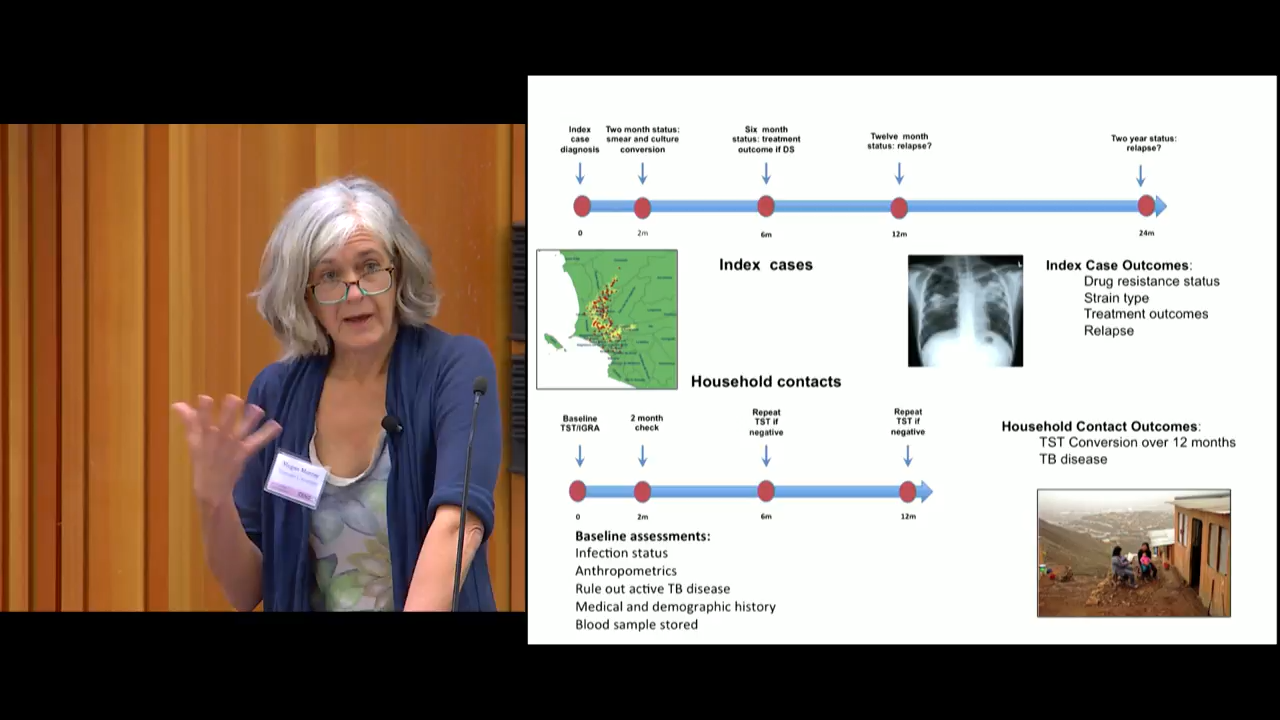 Index
case
diagnosis
Two month status:
smear and culture
conversion
Six month
status: treatment
outcome if DS
Twelve month
status: relapse?
Two year status:
relapse?
0
2m
6m
12m
24m
Index cases
Index Case Outcomes:
Drug resistance status
Strain type
Treatment outcomes
Relapse
Household contacts
Baseline
TST/IGRA
2 month
check
Repeat
TST if
negative
Repeat
TST if
negative
0
2m
6m
12m
Household Contact Outcomes:
TST Conversion over 12 months
TB disease
Baseline assessments:
Infection status
Anthropometrics
Rule out active TB disease
Medical and demographic history
Blood sample stored
Megan Murray